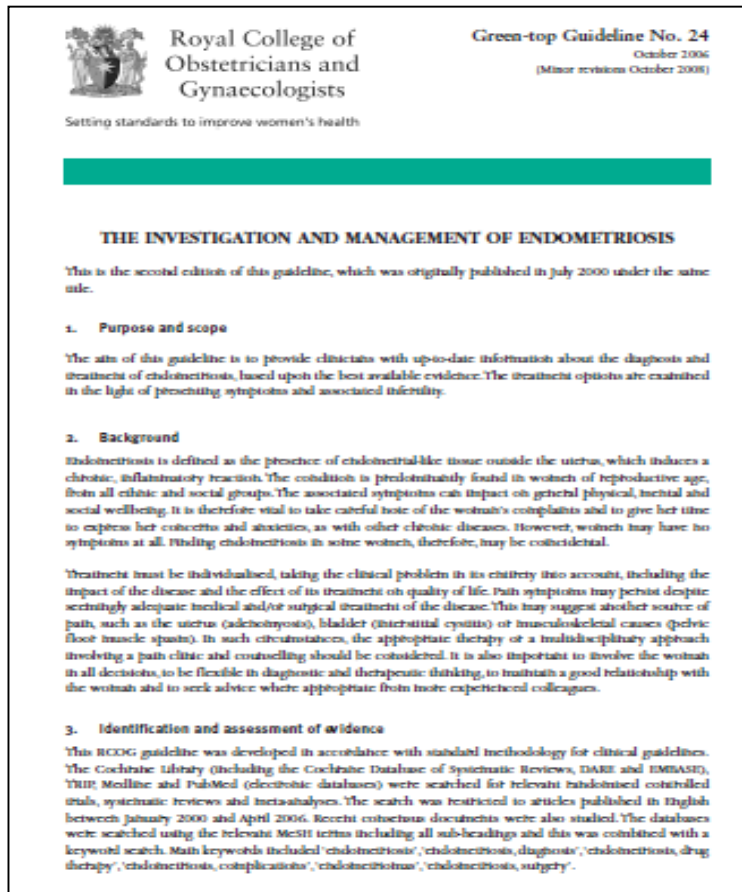 Royal College of
Obstetricians and
Gynaecologists
Setting standards to improve women's health
Green-top Guideline No. 24
October 2006
(Minor revisions October 2008)
THE INVESTIGATION AND MANAGEMENT OF ENDOMETRIOSIS
This is the second edition of this guideline, which was originally published in July 2000 under the same
title.
1. Purpose and scope
The aim of this guideline is to provide clinicians with up-to-date information about the diagnosis and
treatment of endometriosis, based upon the best available evidence. The treatment options are examined
in the light of presenting symptoms and associated infertility.
2. Background
Endometriosis is defined as the presence of endometrial-like tissue outside the uterus, which induces a
chronic, inflammatory reaction. The condition is predominantly found in women of reproductive age,
from all ethnic and social groups. The associated symptoms can impact on general physical, mental and
social wellbeing. It is therefore vital to take careful note of the woman's complaints and to give her time
to express her concerns and anxieties, as with other chronic diseases. However, women may have no
symptoms at all. Finding endometriosis in some women, therefore, may be coincidental.
Treatment must be individualised, taking the clinical problem in its entirety into account, including the
impact of the disease and the effect of its treatment on quality of life. Pain symptoms may persist despite
seemingly adequate medical and/or surgical treatment of the disease. This may suggest another source of
pain, such as the uterus (adenomyosis), bladder (interstitial cystitis) or musculoskeletal causes (pelvic
floor muscle spasm). In such circumstances, the appropriate therapy or a multidisciplinary approach
involving a pain clinic and counselling should be considered. It is also important to involve the woman
in all decisions, to be flexible in diagnostic and therapeutic thinking, to maintain a good relationship with
the woman and to seek advice where appropriate from more experienced colleagues.
3. Identification and assessment of evidence
This RCOG guideline was developed in accordance with standard methodology for clinical guidelines.
The Cochrane Library (including the Cochrane Database of Systematic Reviews, DARE and EMBASE),
TRIP, Medline and PubMed (electronic databases) were searched for relevant randomised controlled
trials, systematic reviews and meta-analyses. The search was restricted to articles published in English
between January 2000 and April 2006. Recent consensus documents were also studied. The databases
were searched using the relevant MeSH terms including all sub-headings and this was combined with a
keyword search. Main keywords included 'endometriosis', 'endometriosis, diagnosis', 'endometriosis, drug
therapy', 'endometriosis, complications', 'endometriomas', 'endometriosis, surgery'.